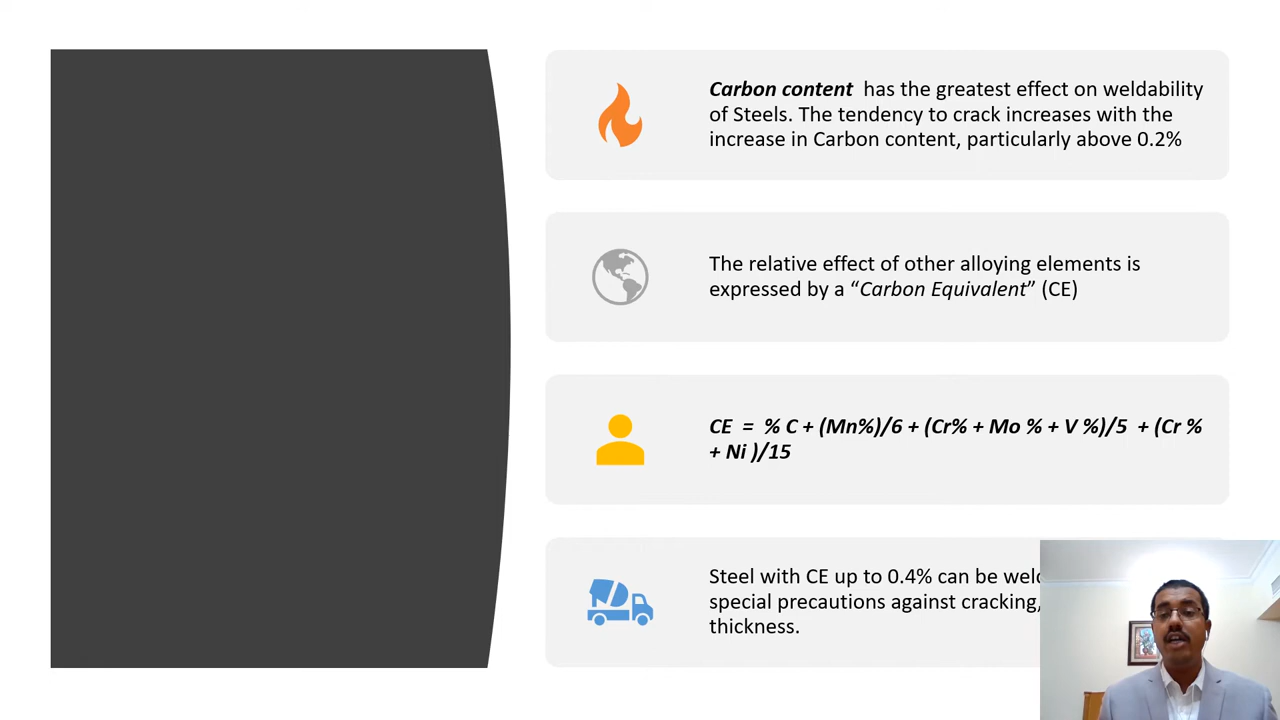 Carbon content has the greatest effect on weldability
of Steels. The tendency to crack increases with the
increase in Carbon content, particularly above 0.2%
The relative effect of other alloying elements is
expressed by a “Carbon Equivalent” (CE)
CE = % C + (Mn%)/6 + (Cr% + Mo % + V %)/5 + (Cr %
+ Ni )/15
Steel with CE up to 0.4% can be
special precautions against cracking,
thickness.